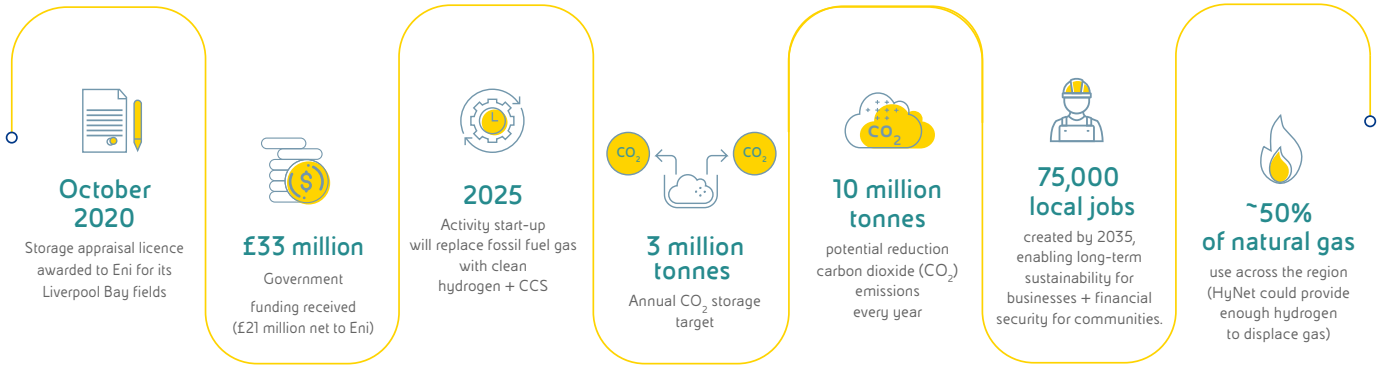 October
2020
Storage appraisal licence
awarded to Eni for its
Liverpool Bay fields
$
£33 million
Government
funding received
(£21 million net to Eni)
2025
Activity start-up
will replace fossil fuel gas
with clean
hydrogen + CCS
CO₂
CO₂
3 million
tonnes
Annual CO₂ storage
target
CO₂
10 million
tonnes
potential reduction
carbon dioxide (CO₂)
emissions
every year
75,000
local jobs
created by 2035,
enabling long-term
sustainability for
businesses + financial
security for communities.
~50%
of natural gas
use across the region
(HyNet could provide
enough hydrogen
to displace gas)